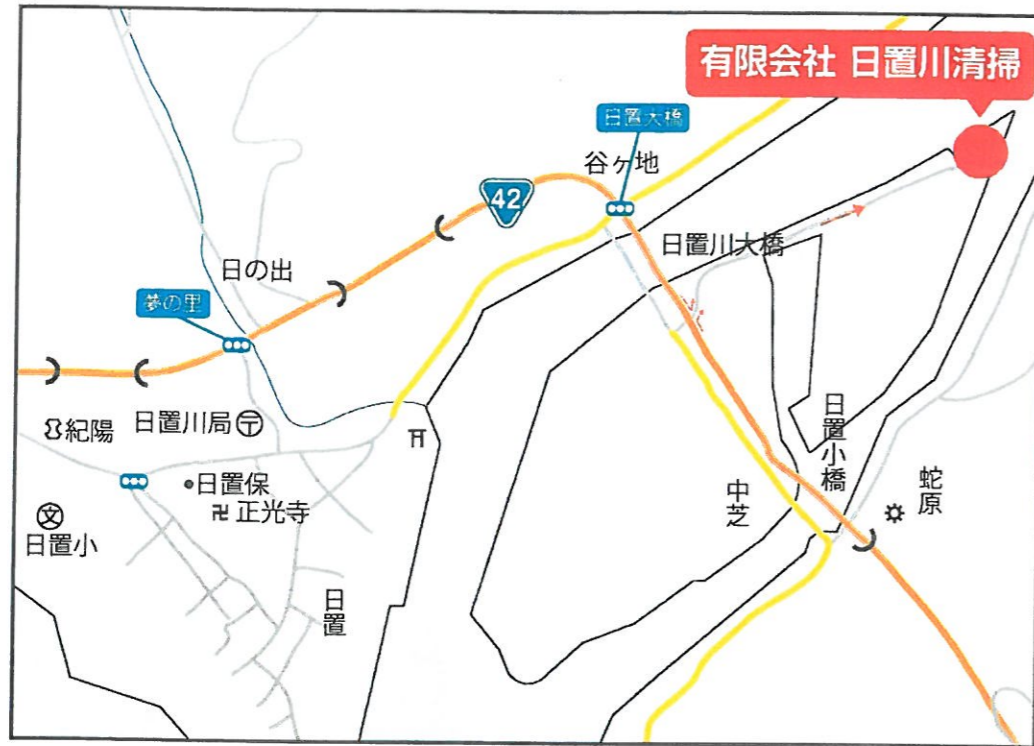 有限会社 日置川清掃
日置大橋
谷ヶ地
42
日置川大橋
日の出
夢の里
紀陽
日置川局
日置保
正光寺
文
日置小
日置
中芝
日置小橋
蛇原